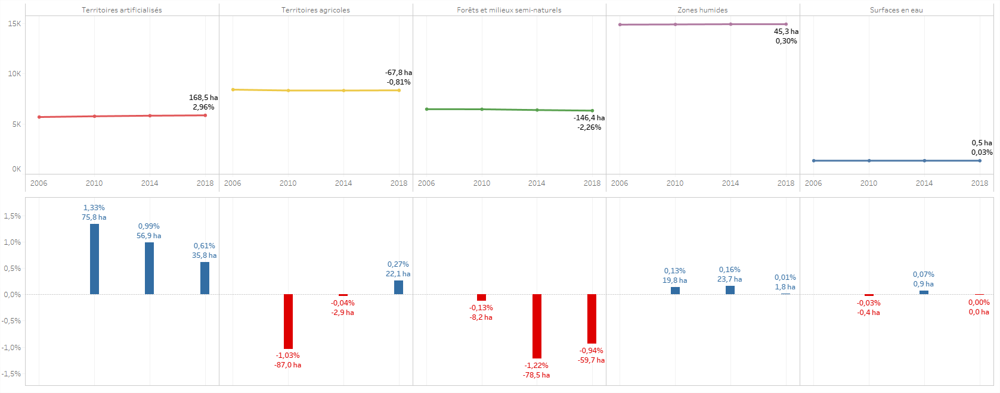 Territoires artificialisés
Territoires agricoles
Forêts et milieux semi-naturels
Zones humides
Surfaces en eau
15K
10K
5K
0K
168,5 ha
2,96%
-67,8 ha
-0,81%
-146,4 ha
-2,26%
45,3 ha
0,30%
0,5 ha
0,03%
2006 2010 2014 2018
2006 2010 2014 2018
2006 2010 2014 2018
2006 2010 2014 2018
2006 2010 2014 2018
1,5%
1,0%
0,5%
0,0%
-0,5%
-1,0%
-1,5%
1,33%
75,8 ha
0,99%
56,9 ha
0,61%
35,8 ha
-1,03%
-87,0 ha
-0,04%
-2,9 ha
0,27%
22,1 ha
-0,13%
-8,2 ha
-1,22%
-78,5 ha
-0,94%
-59,7 ha
0,13%
19,8 ha
0,16%
23,7 ha
0,01%
1,8 ha
-0,03%
-0,4 ha
0,07%
0,9 ha
0,00%
0,0 ha